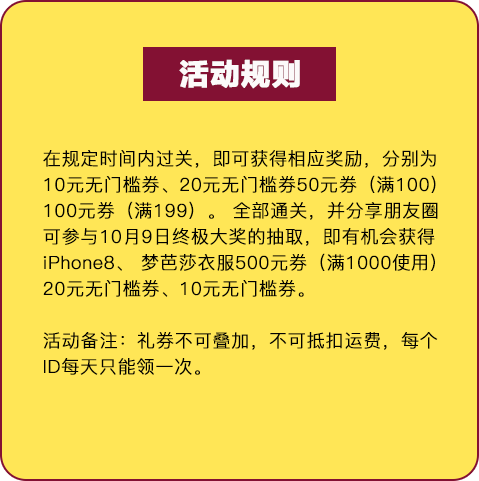 活动规则
在规定时间内过关，即可获得相应奖励，分别为
10元无门槛券、20元无门槛券50元券（满100）
100元券（满199）。 全部通关，并分享朋友圈
可参与10月9日终极大奖的抽取，即有机会获得
iPhone8、 梦芭莎衣服500元券（满1000使用）
20元无门槛券、10元无门槛券。
活动备注：礼券不可叠加，不可抵扣运费，每个
ID每天只能领一次。